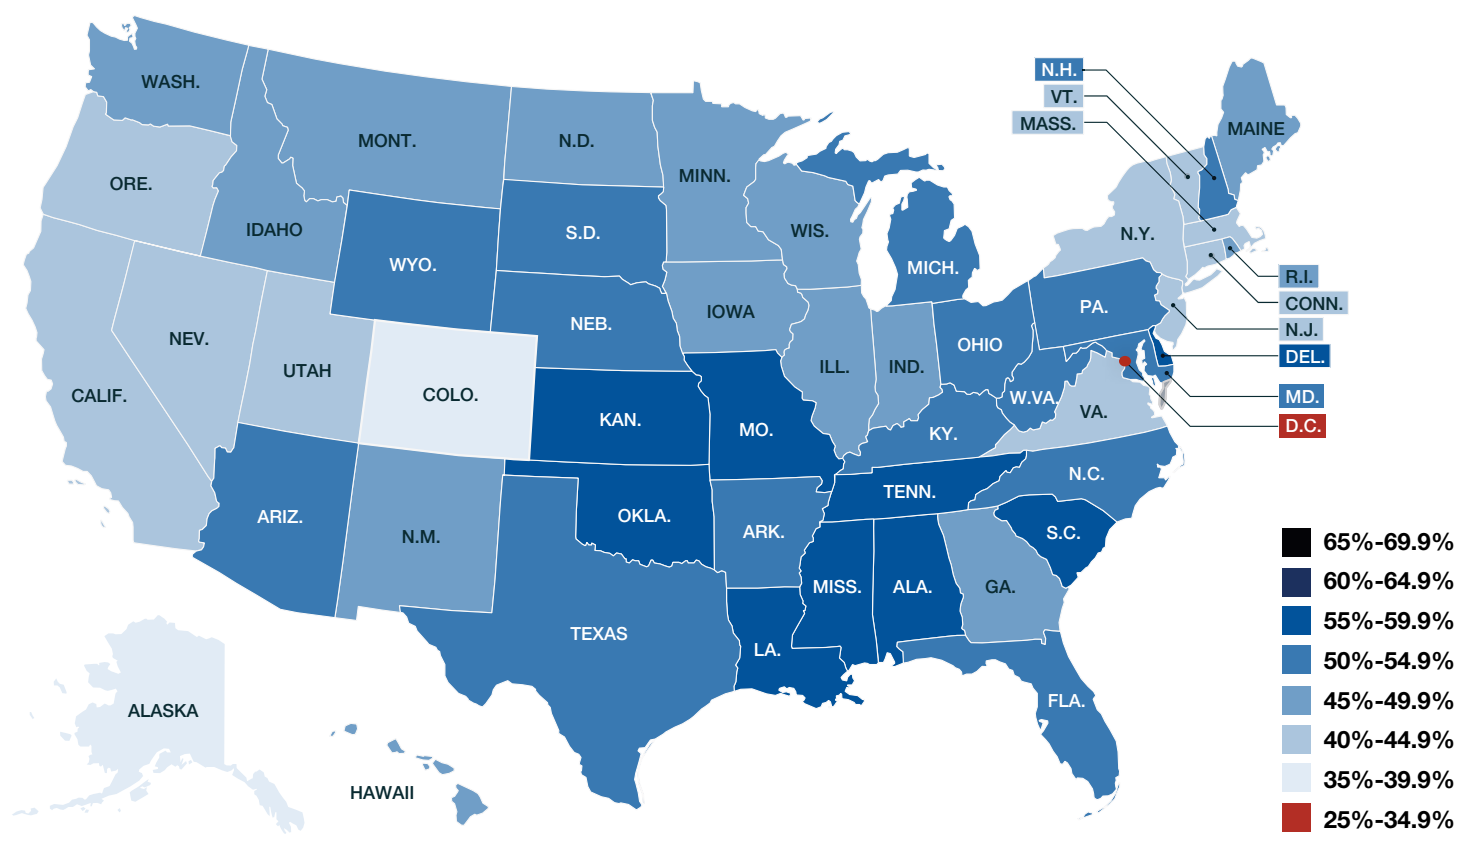 WASH.
MONT.
N.D.
MINN.
ORE.
IDAHO
WYO.
S.D.
WIS.
MICH.
N.H.
VT.
MASS.
MAINE
N.Y.
R.I.
CONN.
N.J.
DEL.
MD.
D.C.
NEV.
UTAH
COLO.
NEB.
IOWA
ILL.
IND.
OHIO
PA.
CALIF.
KAN.
MO.
KY.
W.VA.
VA.
ARIZ.
N.M.
OKLA.
ARK.
TENN.
N.C.
S.C.
TEXAS
LA.
MISS.
ALA.
GA.
FLA.
ALASKA
HAWAII
65%-69.9%
60%-64.9%
55%-59.9%
50%-54.9%
45%-49.9%
40%-44.9%
35%-39.9%
25%-34.9%